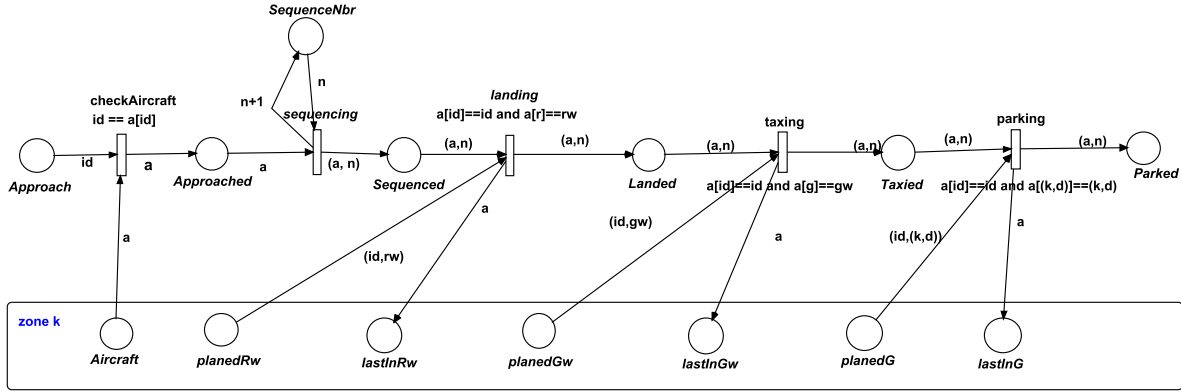 SequenceNbr
n
n+1
checkAircraft
id == a[id]
sequencing
landing
a[id]==id and a[r]==rw
taxing
parking
id
a
a
(a, n)
(a,n)
(a,n)
(a,n)
(a,n)
(a,n)
(a,n)
Approach
Approached
Sequenced
Landed
Taxied
Parked
a[id]==id and a[g]==gw
a[id]==id and a[(k,d)]==(k,d)
a
a
(id,rw)
(id,gw)
a
(id,(k,d))
a
zone k
Aircraft
planedRw
lastInRw
planedGw
lastInGw
planedG
lastInG